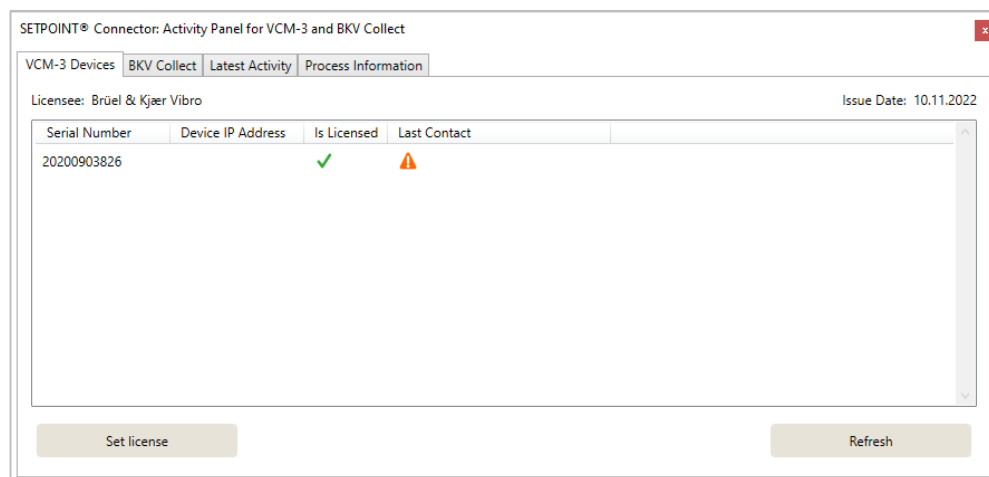 SETPOINT® Connector: Activity Panel for VCM-3 and BKV Collect
x
VCM-3 Devices BKV Collect Latest Activity Process Information
Licensee: Brüel & Kjær Vibro Issue Date: 10.11.2022
Serial Number Device IP Address Is Licensed Last Contact
20200903826
Set license Refresh